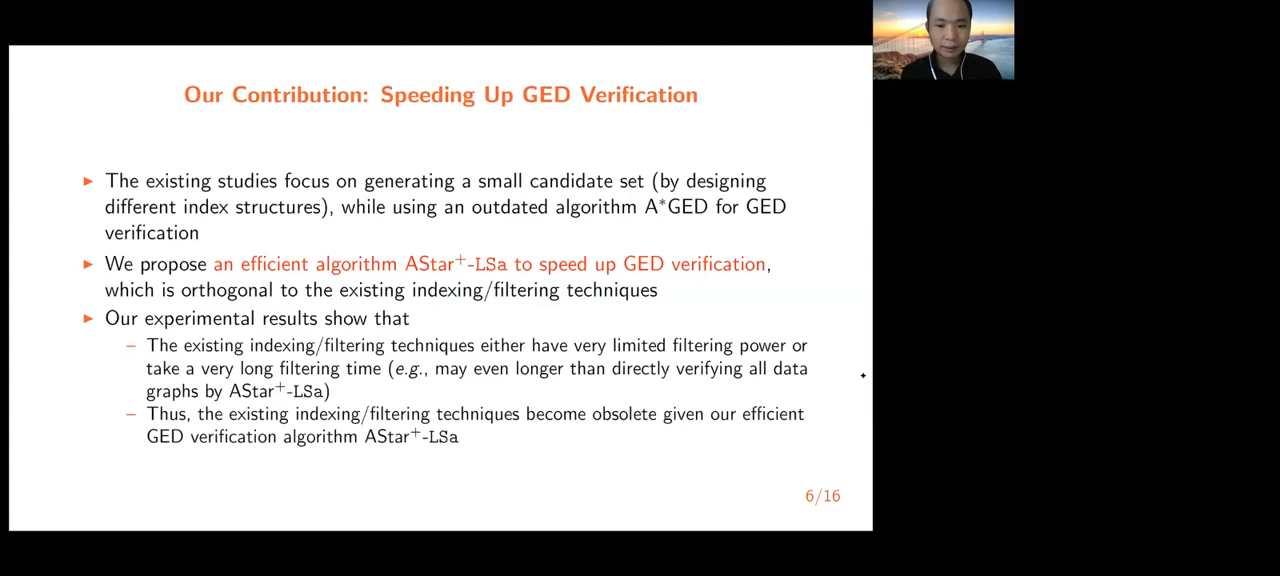 Our Contribution: Speeding Up GED Verification
▶ The existing studies focus on generating a small candidate set (by designing
different index structures), while using an outdated algorithm A*GED for GED
verification
▶ We propose an efficient algorithm AStar⁺-LSa to speed up GED verification,
which is orthogonal to the existing indexing/filtering techniques
▶ Our experimental results show that
– The existing indexing/filtering techniques either have very limited filtering power or
take a very long filtering time (e.g., may even longer than directly verifying all data
graphs by AStar⁺-LSa)
– Thus, the existing indexing/filtering techniques become obsolete given our efficient
GED verification algorithm AStar⁺-LSa
6/16